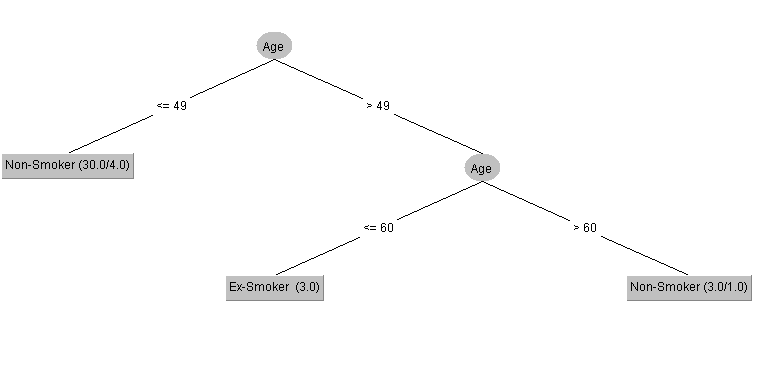 Age
<= 49
> 49
Non-Smoker (30.0/4.0)
Age
<= 60
> 60
Ex-Smoker (3.0)
Non-Smoker (3.0/1.0)